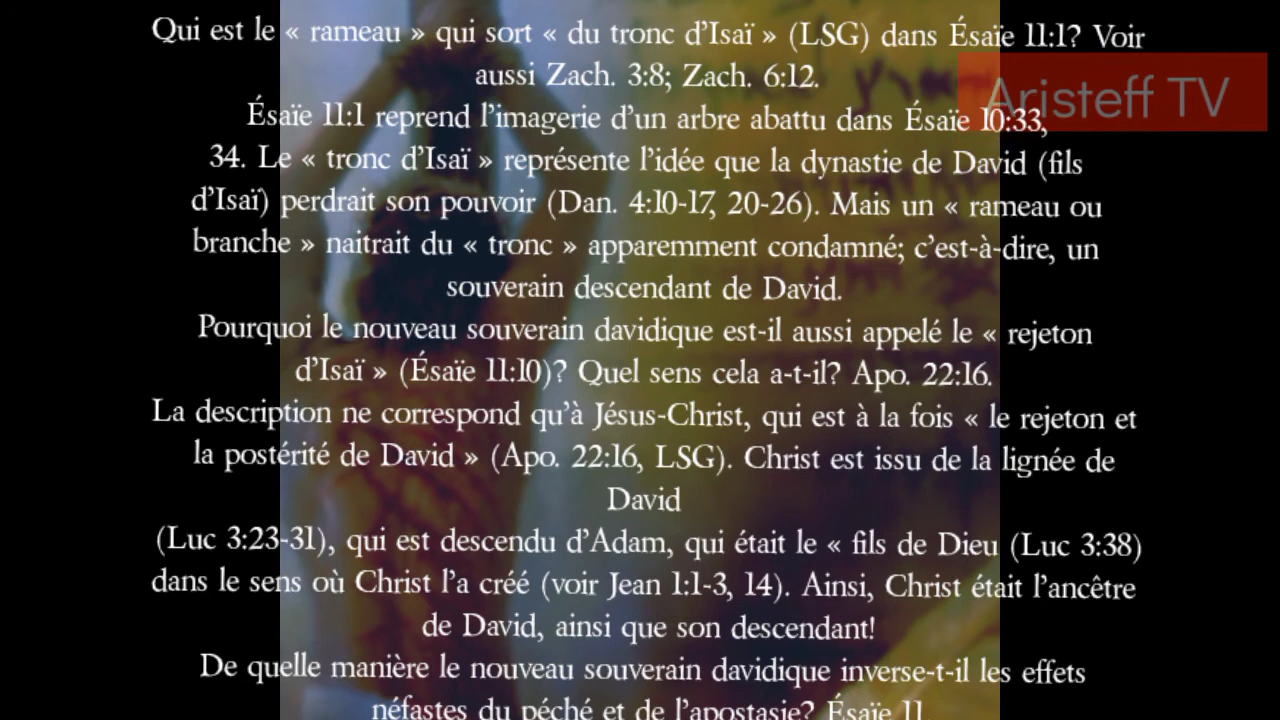 Qui est le « rameau » qui sort « du tronc d'Isaï » (LSG) dans Ésaïe 11:1? Voir
aussi Zach. 3:8; Zach. 6:12.
Aristeff TV
Ésaïe 11:1 reprend l'imagerie d'un arbre abattu dans Ésaïe 10:33,
34. Le « tronc d'Isaï » représente l'idée que la dynastie de David (fils
d'Isaï) perdrait son pouvoir (Dan. 4:10-17, 20-26). Mais un « rameau ou
branche » naitrait du « tronc » apparemment condamné; c'est-à-dire, un
souverain descendant de David.
Pourquoi le nouveau souverain davidique est-il aussi appelé le « rejeton
d'Isaï » (Ésaïe 11:10)? Quel sens cela a-t-il? Apo. 22:16.
La description ne correspond qu'à Jésus-Christ, qui est à la fois « le rejeton et
la postérité de David » (Apo. 22:16, LSG). Christ est issu de la lignée de
David
(Luc 3:23-31), qui est descendu d'Adam, qui était le « fils de Dieu (Luc 3:38)
dans le sens où Christ l'a créé (voir Jean 1:1-3, 14). Ainsi, Christ était l'ancêtre
de David, ainsi que son descendant!
De quelle manière le nouveau souverain davidique inverse-t-il les effets
néfastes du péché et de l'apostasie? Ésaïe 11.